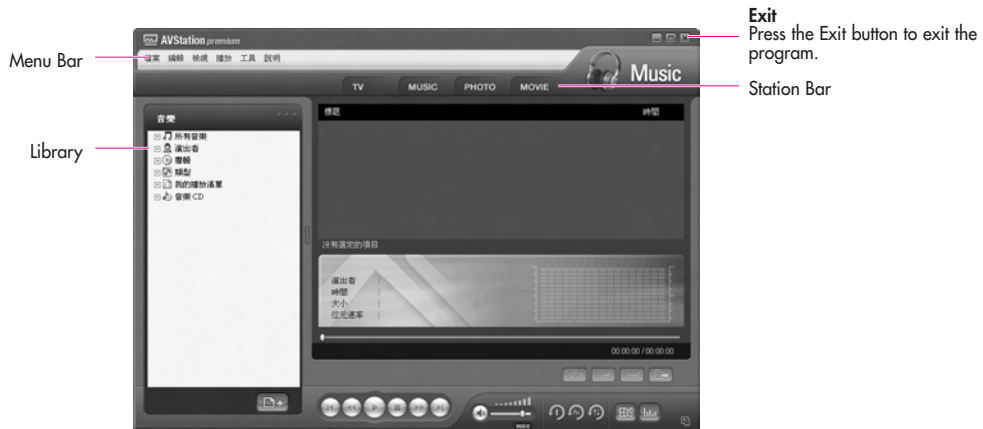 Exit
Press the Exit button to exit the
program.
Menu Bar
Station Bar
Library
AVStation premium
檔案 編輯 檢視 播放 工具 說明
Music
TV MUSIC PHOTO MOVIE
音樂
所有音樂
演出者
專輯
類型
我的播放清單
音樂 CD
標題 時間
沒有選定的項目
演出者
時間
大小
位元速率
00:00:00 / 00:00:00
MAX
EDS